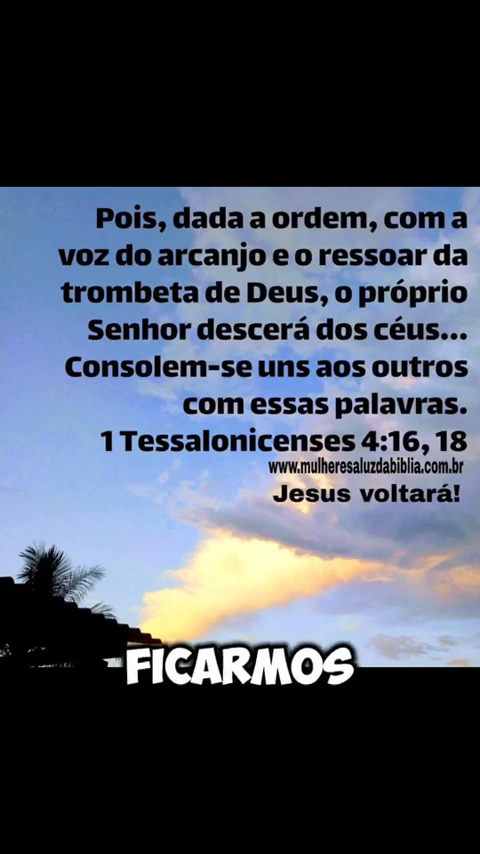 Pois, dada a ordem, com a
voz do arcanjo e o ressoar da
trombeta de Deus, o próprio
Senhor descerá dos céus...
Consolem-se uns aos outros
com essas palavras.
1 Tessalonicenses 4:16, 18
www.mulheresaluzdabiblia.com.br
Jesus voltará!
FICARMOS